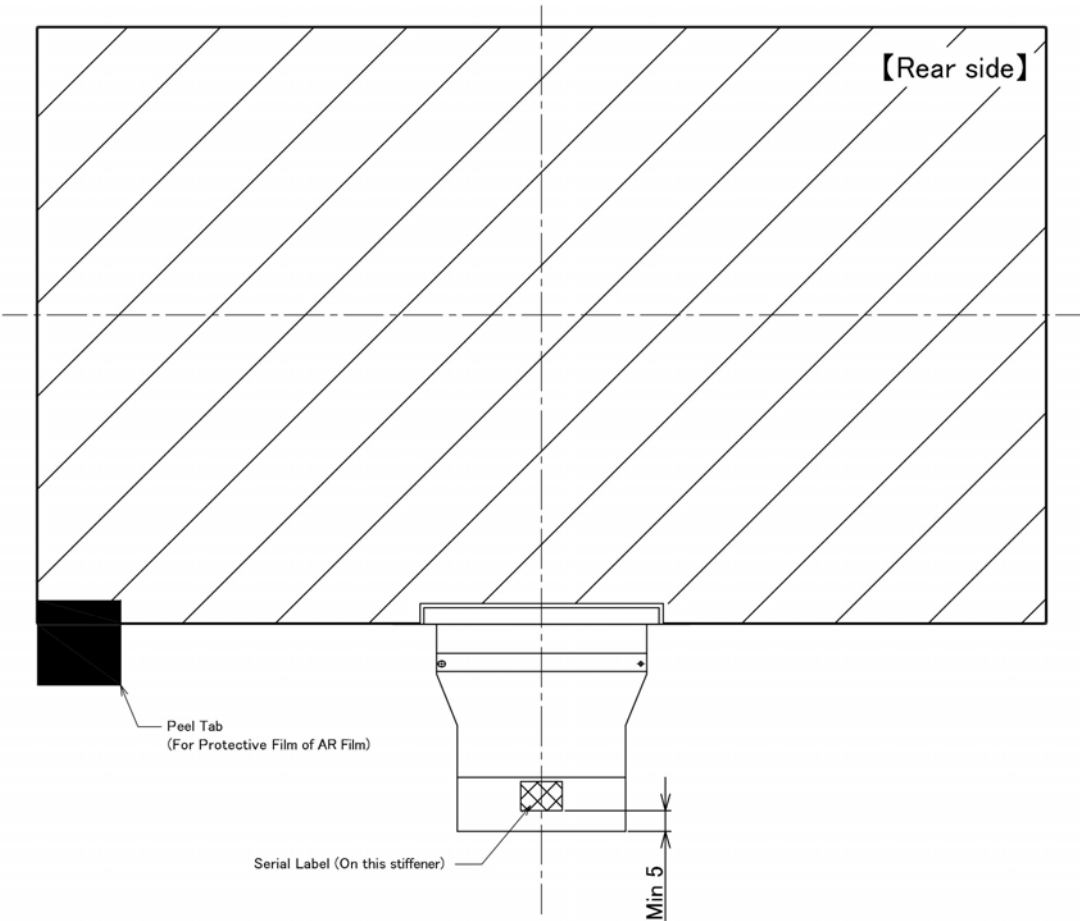 【Rear side】
Peel Tab
(For Protective Film of AR Film)
Serial Label (On this stiffener)
Min 5